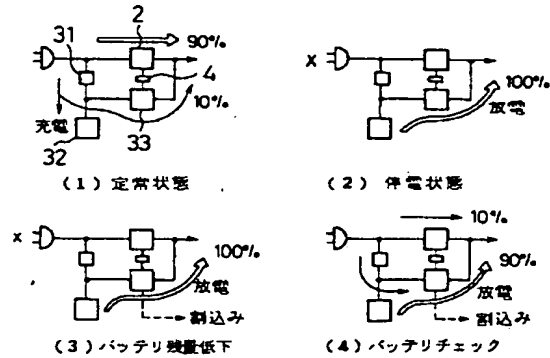 31
2
90%
4
10%
充電
32
33
(1) 定常状態
X
100%
放電
(2) 停電状態
X
100%
放電
割込み
(3) バッテリ残量低下
10%
90%
放電
割込み
(4) バッテリチェック